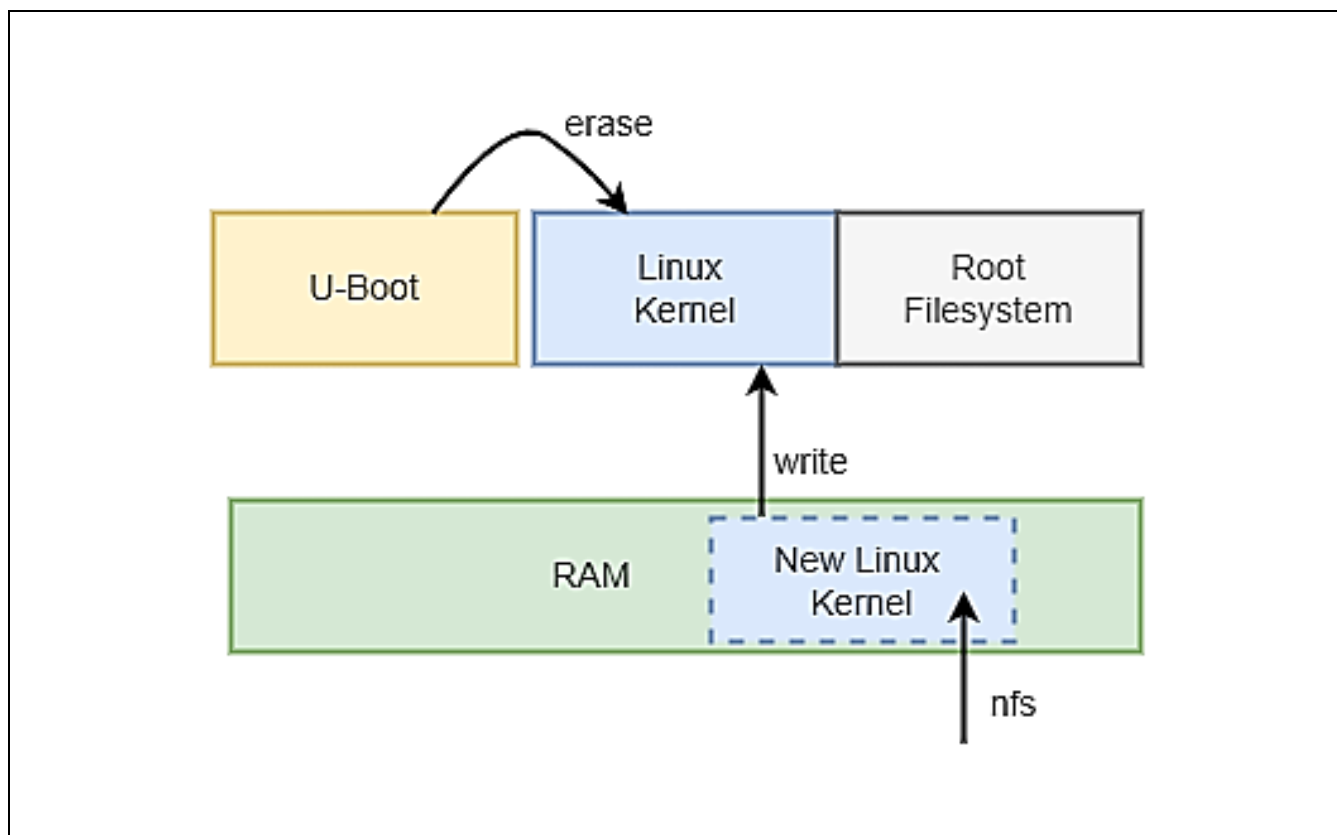 erase
U-Boot
Linux
Kernel
Root
Filesystem
write
RAM
New Linux
Kernel
nfs